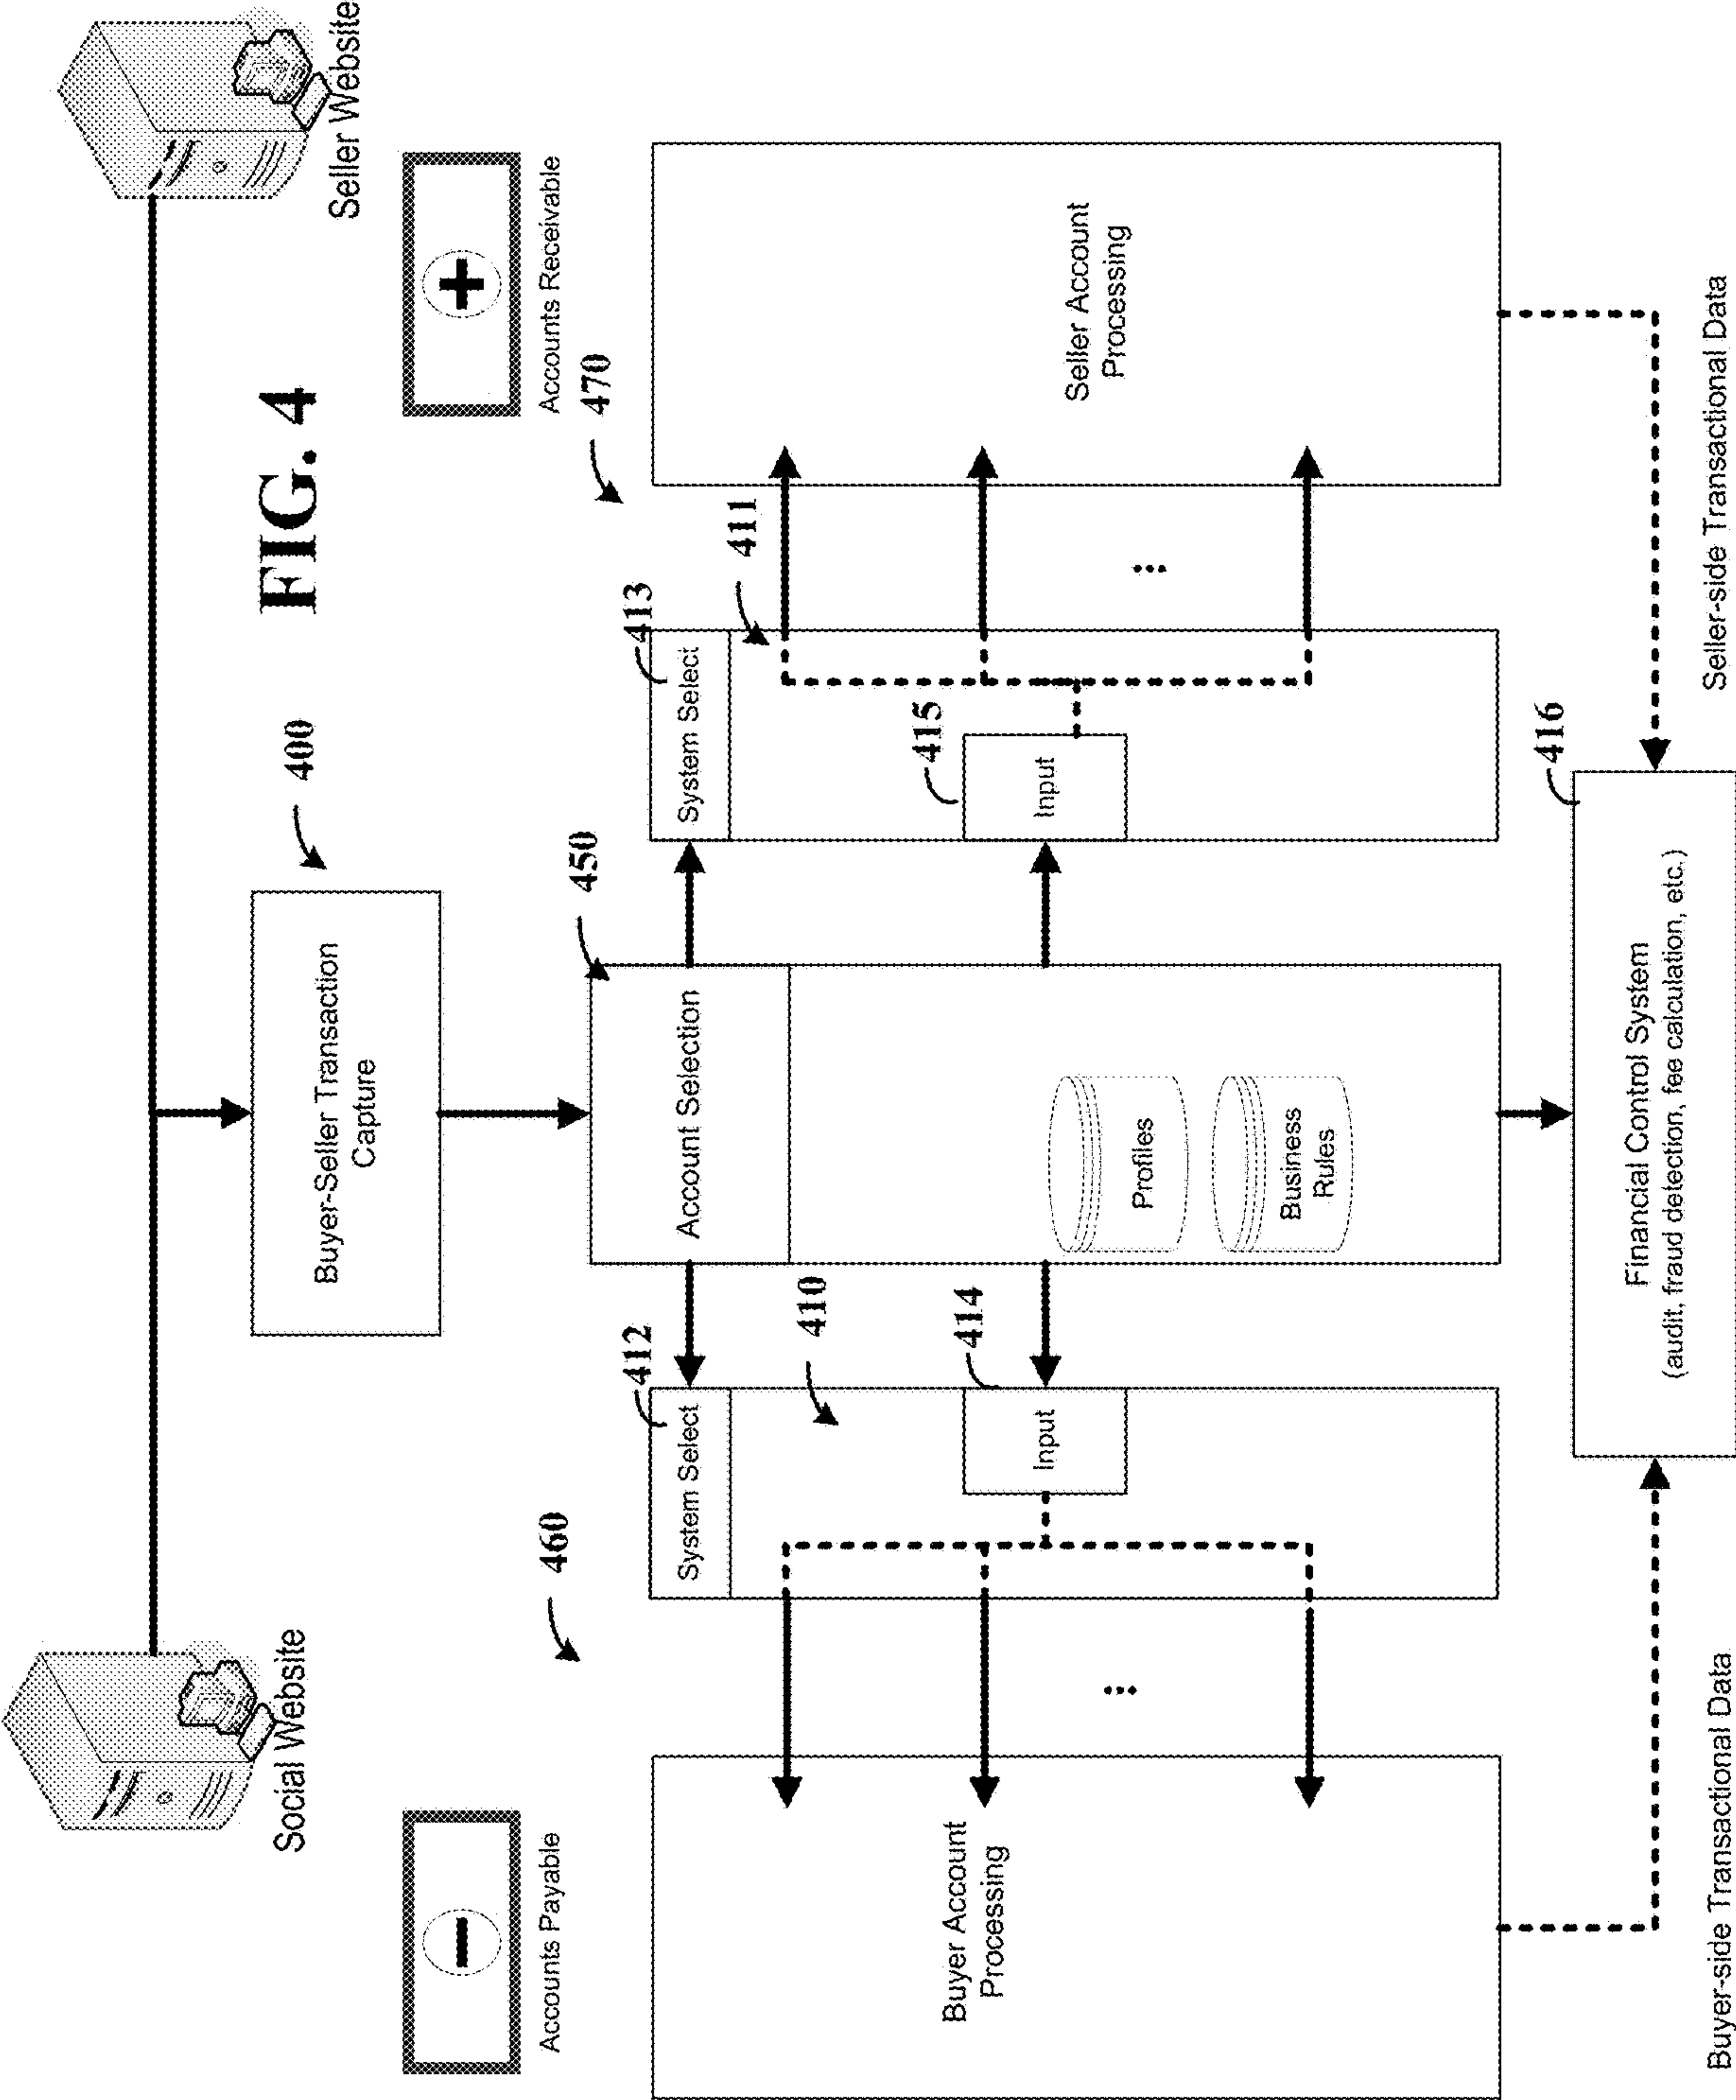 Social Website
Seller Website
FIG. 4
400
Buyer-Seller Transaction
Capture
Accounts Payable
Accounts Receivable
460
450
470
412
413
System Select
Account Selection
System Select
410
411
414
415
Input
Input
Profiles
Business
Rules
Buyer Account
Processing
Seller Account
Processing
...
...
416
Financial Control System
(audit, fraud detection, fee calculation, etc.)
Buyer-side Transactional Data
Seller-side Transactional Data